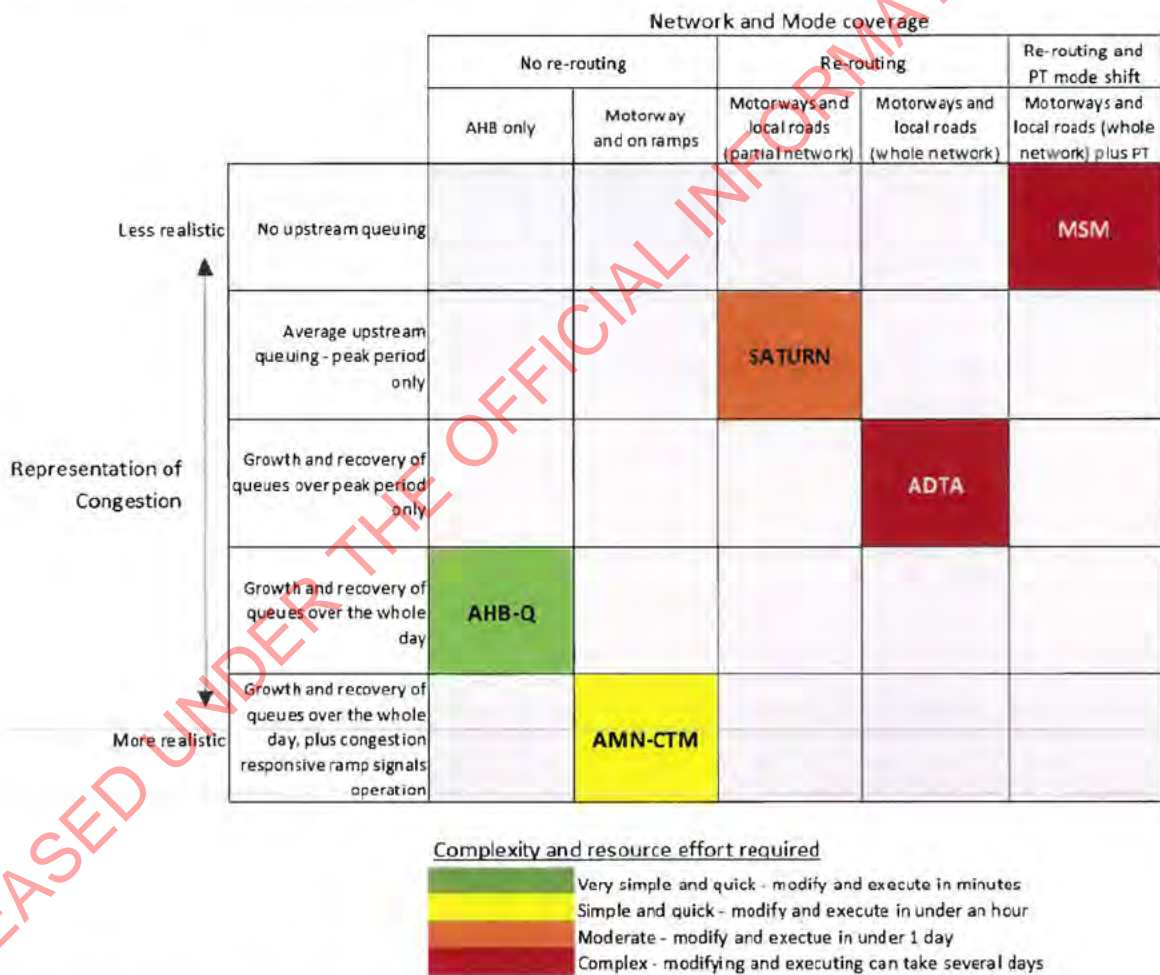 Network and Mode coverage
No re-routing
Re-routing
Re-routing and
PT mode shift
AHB only
Motorway
and on ramps
Motorways and
local roads
(partial network)
Motorways and
local roads
(whole network)
Motorways and
local roads (whole
network) plus PT
Less realistic
No upstream queuing
MSM
Average upstream
queuing - peak period
only
SATURN
Representation of
Congestion
Growth and recovery of
queues over peak period
only
ADTA
Growth and recovery of
queues over the whole
day
AHB-Q
More realistic
Growth and recovery of
queues over the whole
day, plus congestion
responsive ramp signals
operation
AMN-CTM
Complexity and resource effort required
Very simple and quick - modify and execute in minutes
Simple and quick - modify and execute in under an hour
Moderate - modify and exectue in under 1 day
Complex - modifying and executing can take several days
EASED UNDER THE OFFICIAL INFORMA